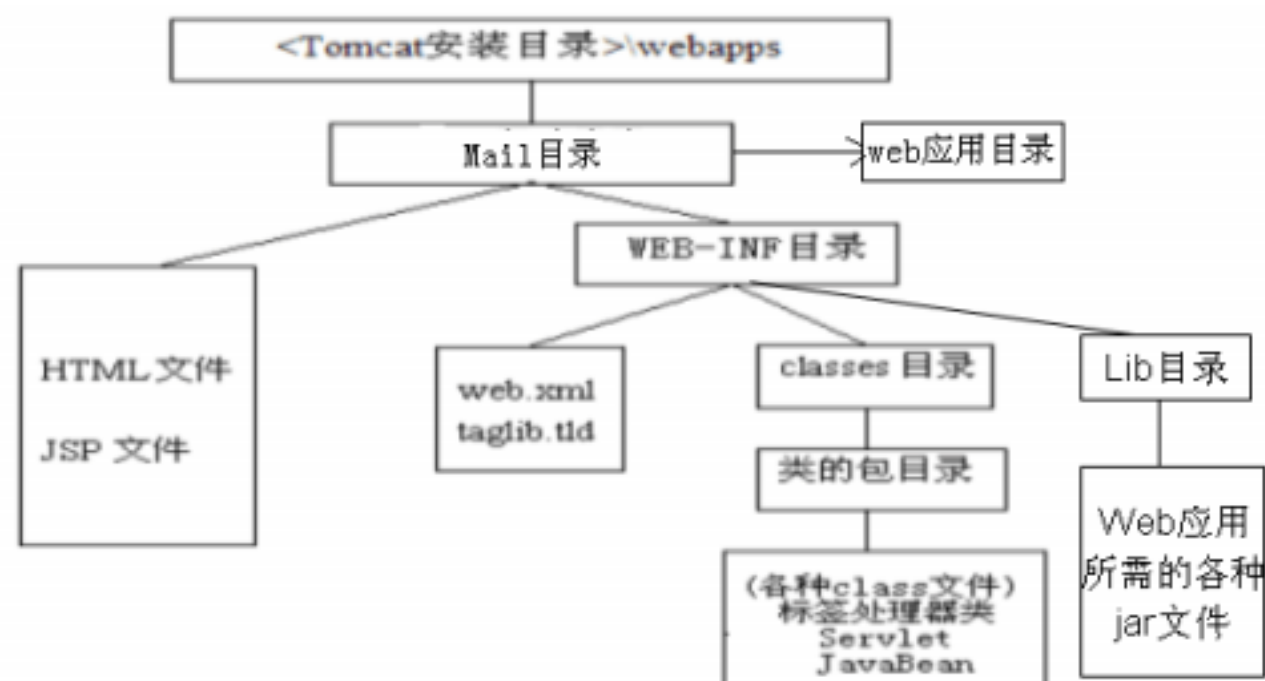 <Tomcat安装目录>\webapps
Mail目录
web应用目录
WEB-INF目录
HTML文件
JSP 文件
web.xml
taglib.tld
classes 目录
类的包目录
(各种class文件)
标签处理器类
Servlet
JavaBean
Lib目录
Web应用
所需的各种
jar文件